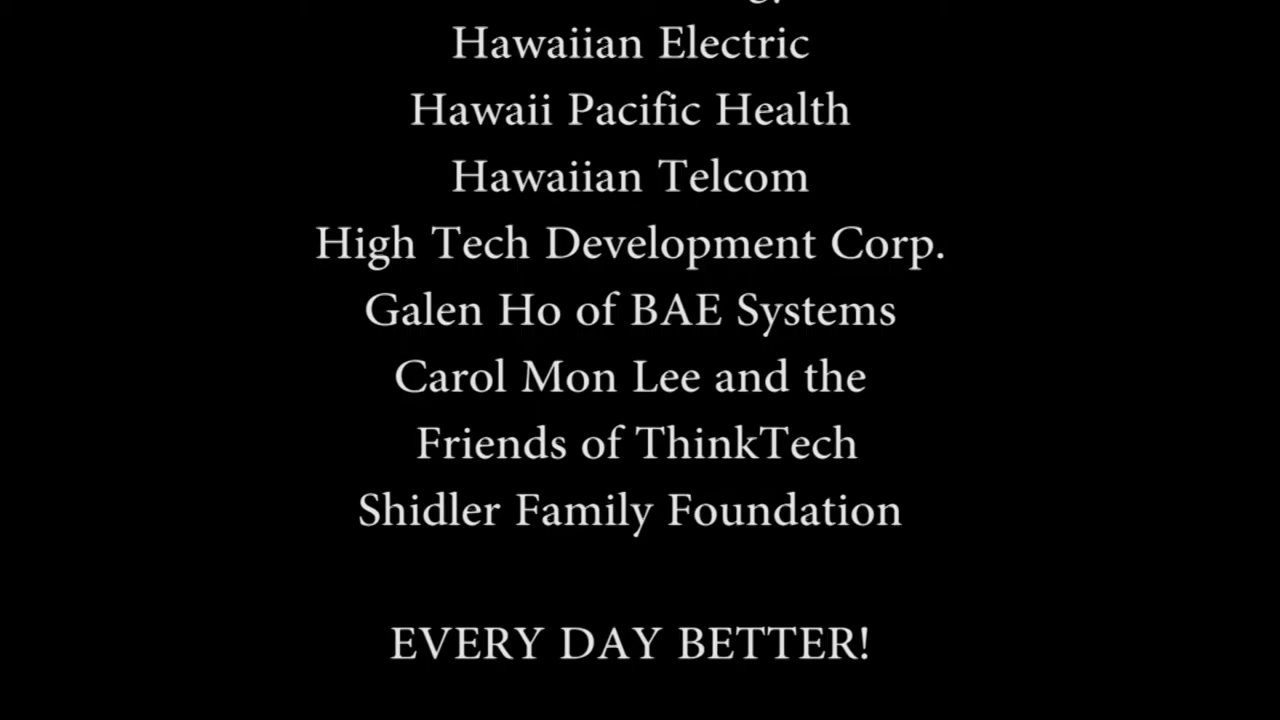 Hawaiian Electric
Hawaii Pacific Health
Hawaiian Telcom
High Tech Development Corp.
Galen Ho of BAE Systems
Carol Mon Lee and the
Friends of ThinkTech
Shidler Family Foundation
EVERY DAY BETTER!